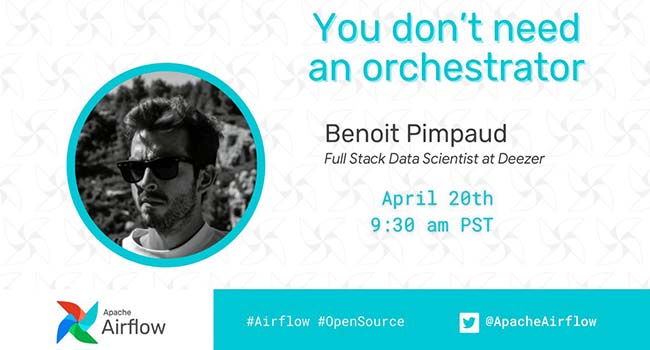 You don’t need
an orchestrator
Benoit Pimpaud
Full Stack Data Scientist at Deezer
April 20th
9:30 am PST
Apache
Airflow
#Airflow #OpenSource
@ApacheAirflow